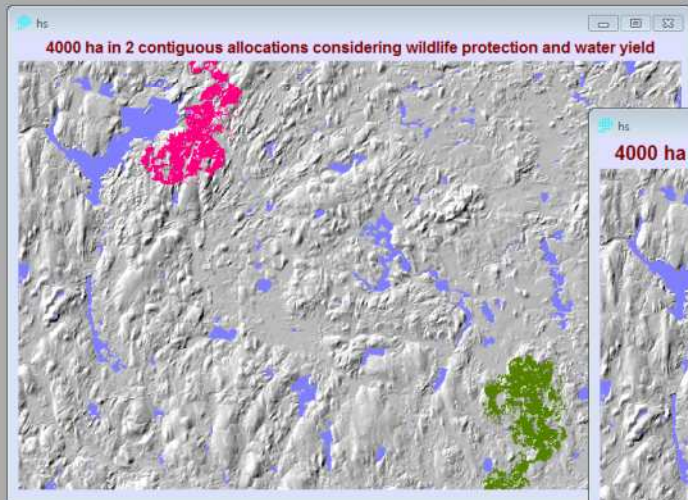 hs
4000 ha in 2 contiguous allocations considering wildlife protection and water yield
hs
4000 ha